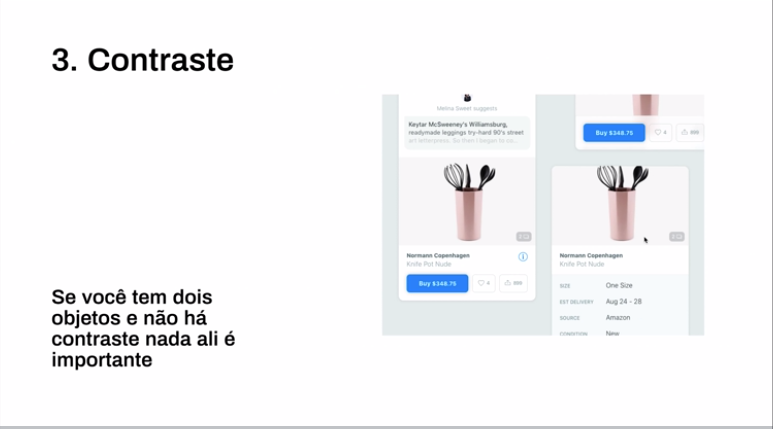 3. Contraste
Se você tem dois
objetos e não há
contraste nada ali é
importante
Melina Sweet suggests
Keytar McSweeney's Williamsburg,
readymade leggings try-hard 90's street
art letterpress. So then I began to co...
Normann Copenhagen
Knife Pot Nude
Buy $348.75
4
Buy $348.75
4
Normann Copenhagen
Knife Pot Nude
SIZE One Size
EST DELIVERY Aug 24 - 28
SOURCE Amazon
CONDITION New